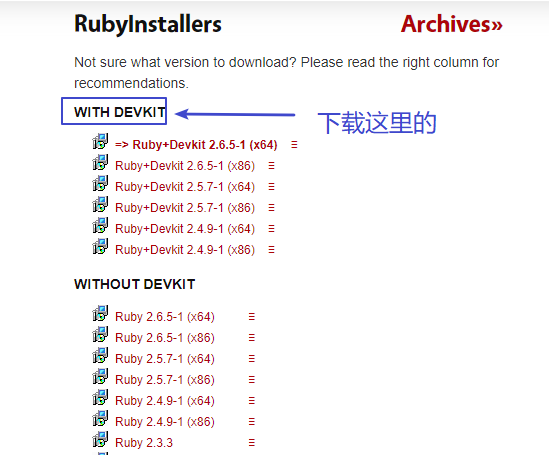 RubyInstallers Archives»
Not sure what version to download? Please read the right column for
recommendations.
WITH DEVKIT
下载这里的
=> Ruby+Devkit 2.6.5-1 (x64)
Ruby+Devkit 2.6.5-1 (x86)
Ruby+Devkit 2.5.7-1 (x64)
Ruby+Devkit 2.5.7-1 (x86)
Ruby+Devkit 2.4.9-1 (x64)
Ruby+Devkit 2.4.9-1 (x86)
WITHOUT DEVKIT
Ruby 2.6.5-1 (x64)
Ruby 2.6.5-1 (x86)
Ruby 2.5.7-1 (x64)
Ruby 2.5.7-1 (x86)
Ruby 2.4.9-1 (x64)
Ruby 2.4.9-1 (x86)
Ruby 2.3.3